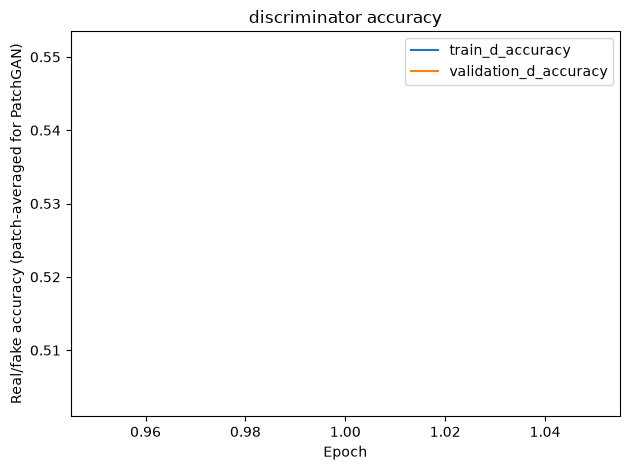 discriminator accuracy
Real/fake accuracy (patch-averaged for PatchGAN)
0.55
0.54
0.53
0.52
0.51
train_d_accuracy
validation_d_accuracy
0.96 0.98 1.00 1.02 1.04
Epoch